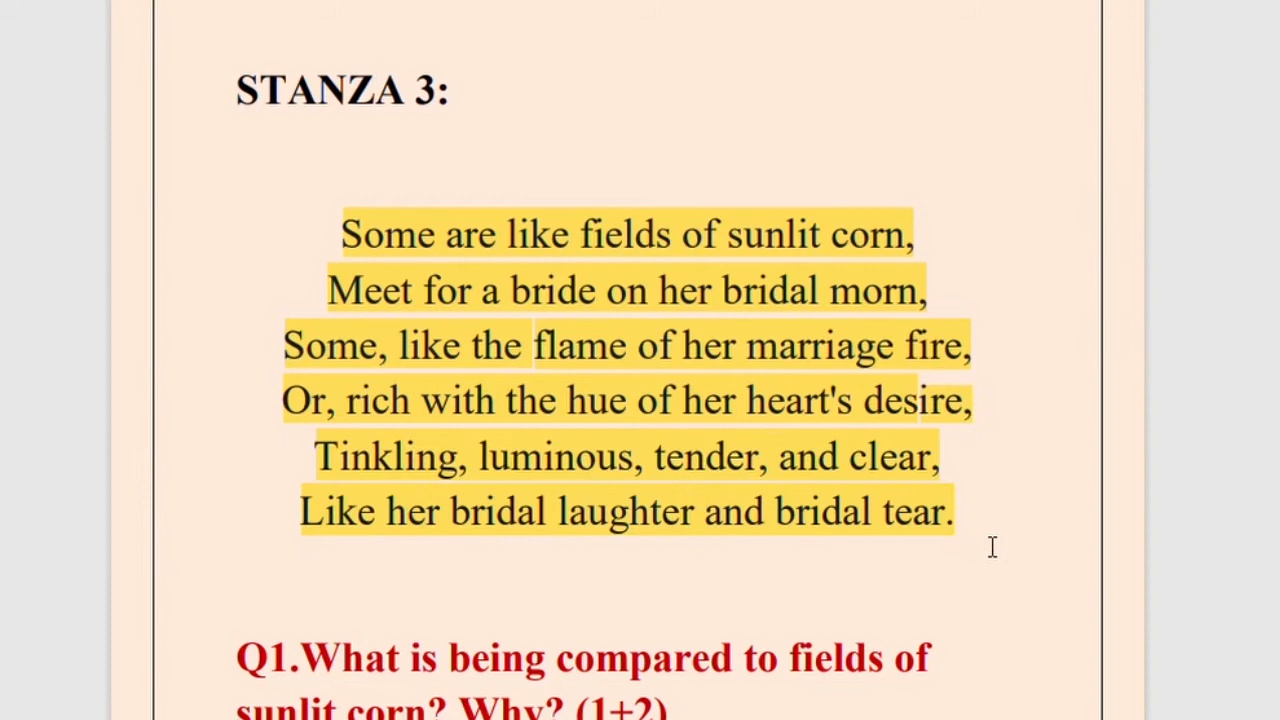 STANZA 3:
Some are like fields of sunlit corn,
Meet for a bride on her bridal morn,
Some, like the flame of her marriage fire,
Or, rich with the hue of her heart's desire,
Tinkling, luminous, tender, and clear,
Like her bridal laughter and bridal tear.
Q1.What is being compared to fields of
sunlit corn? Why? (1+2)